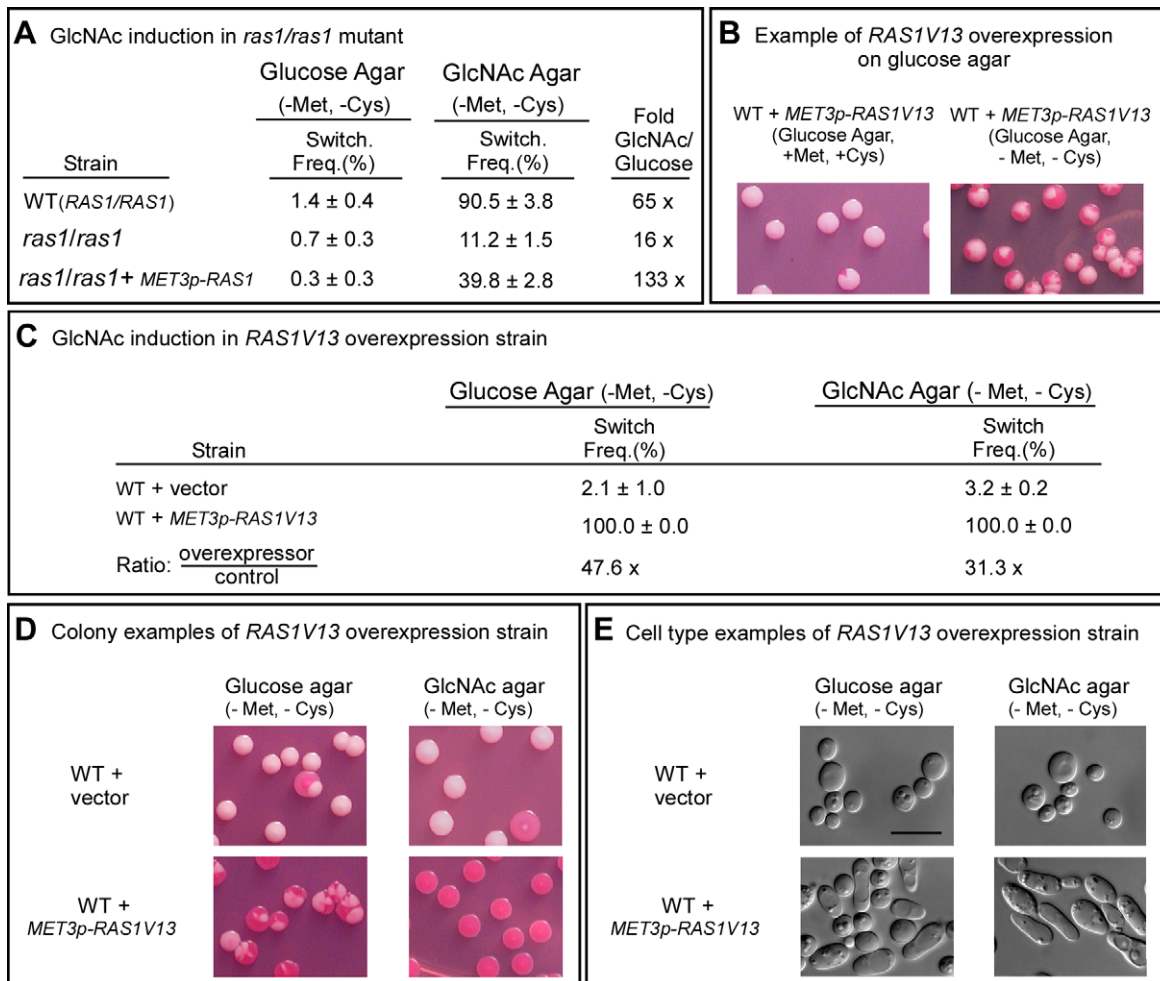 A GlcNAc induction in ras1/ras1 mutant
Glucose Agar
(-Met, -Cys)
GlcNAc Agar
(-Met, -Cys)
Strain
Switch.
Freq.(%)
Switch.
Freq.(%)
Fold
GlcNAc/
Glucose
WT(RAS1/RAS1) 1.4 ± 0.4 90.5 ± 3.8 65 x
ras1/ras1 0.7 ± 0.3 11.2 ± 1.5 16 x
ras1/ras1+ MET3p-RAS1 0.3 ± 0.3 39.8 ± 2.8 133 x
B Example of RAS1V13 overexpression
on glucose agar
WT + MET3p-RAS1V13
(Glucose Agar,
+Met, +Cys)
WT + MET3p-RAS1V13
(Glucose Agar,
- Met, - Cys)
C GlcNAc induction in RAS1V13 overexpression strain
Glucose Agar (-Met, -Cys) GlcNAc Agar (- Met, - Cys)
Strain
Switch
Freq.(%)
Switch
Freq.(%)
WT + vector 2.1 ± 1.0 3.2 ± 0.2
WT + MET3p-RAS1V13 100.0 ± 0.0 100.0 ± 0.0
Ratio: overexpressor
control
47.6 x 31.3 x
D Colony examples of RAS1V13 overexpression strain
Glucose agar
(- Met, - Cys)
GlcNAc agar
(- Met, - Cys)
WT +
vector
WT +
MET3p-RAS1V13
E Cell type examples of RAS1V13 overexpression strain
Glucose agar
(- Met, - Cys)
GlcNAc agar
(- Met, - Cys)
WT +
vector
WT +
MET3p-RAS1V13